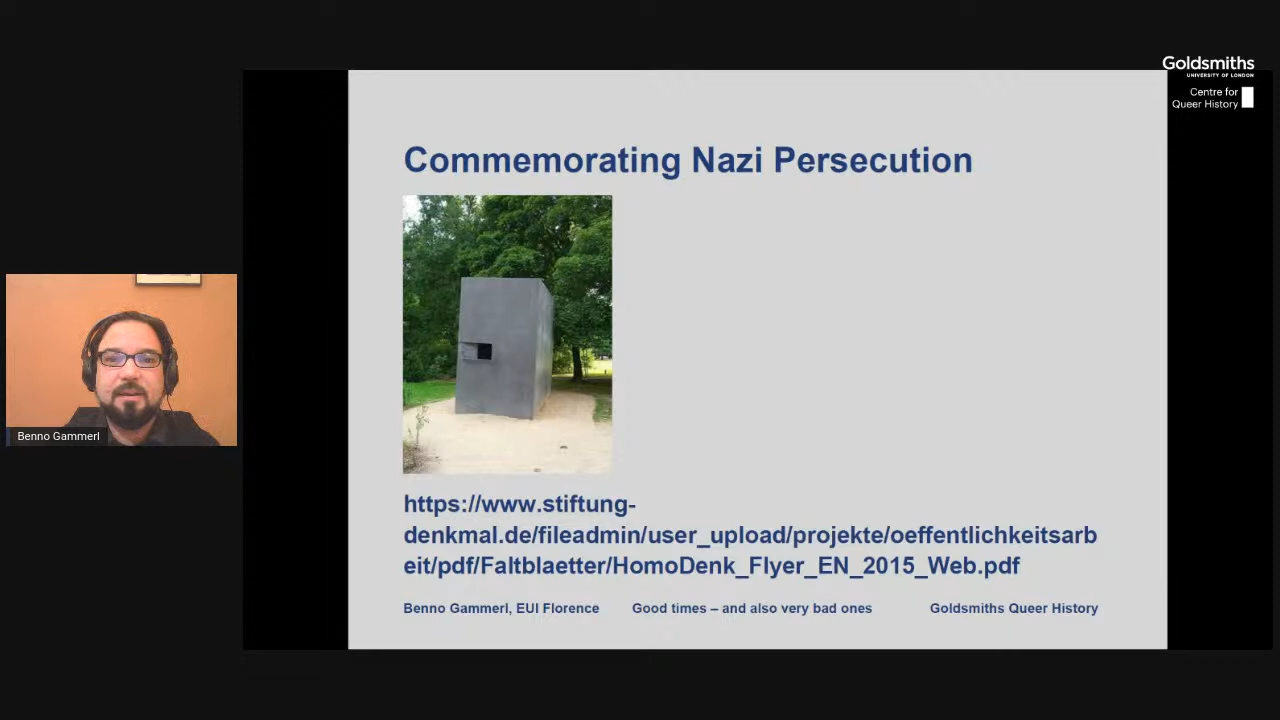 Goldsmiths
UNIVERSITY OF LONDON
Centre for
Queer History
Commemorating Nazi Persecution
https://www.stiftung-
denkmal.de/fileadmin/user_upload/projekte/oeffentlichkeitsarb
eit/pdf/Faltblaetter/HomoDenk_Flyer_EN_2015_Web.pdf
Benno Gammerl, EUI Florence Good times – and also very bad ones Goldsmiths Queer History
Benno Gammerl